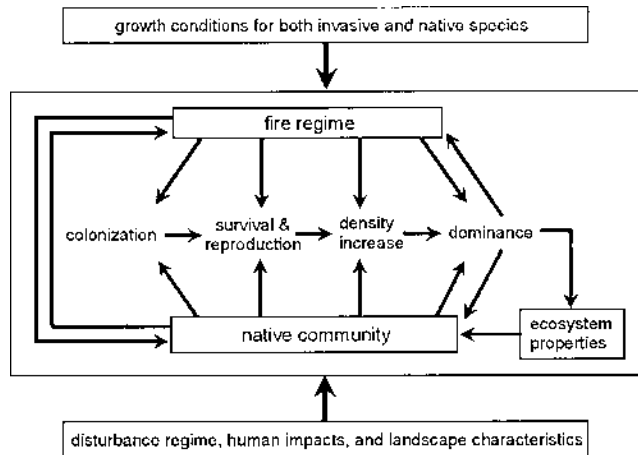 growth conditions for both invasive and native species
fire regime
colonization
survival &
reproduction
density
increase
dominance
native community
ecosystem
properties
disturbance regime, human impacts, and landscape characteristics